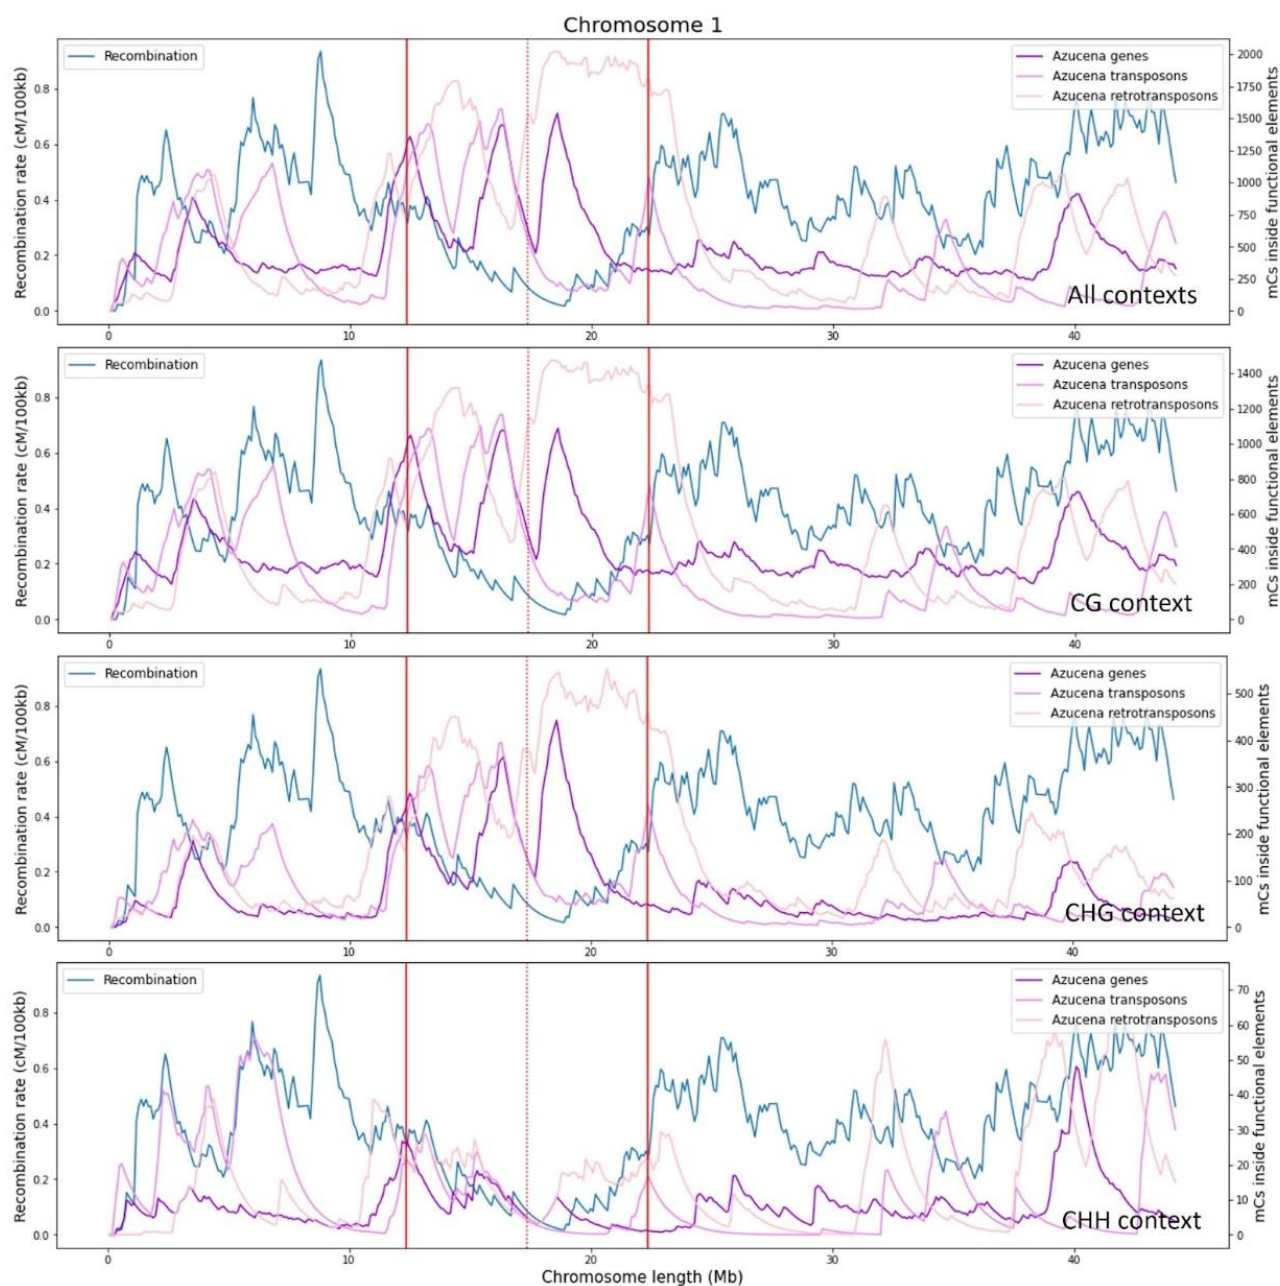 Chromosome 1
Recombination
Azucena genes
Azucena transposons
Azucena retrotransposons
Recombination rate (cM/100kb)
0.8
0.6
0.4
0.2
0.0
2000
1750
1500
1250
1000
750
500
250
0
mCs inside functional elements
All contexts
0 10 20 30 40
Recombination
Azucena genes
Azucena transposons
Azucena retrotransposons
Recombination rate (cM/100kb)
0.8
0.6
0.4
0.2
0.0
1400
1200
1000
800
600
400
200
0
mCs inside functional elements
CG context
0 10 20 30 40
Recombination
Azucena genes
Azucena transposons
Azucena retrotransposons
Recombination rate (cM/100kb)
0.8
0.6
0.4
0.2
0.0
500
400
300
200
100
0
mCs inside functional elements
CHG context
0 10 20 30 40
Recombination
Azucena genes
Azucena transposons
Azucena retrotransposons
Recombination rate (cM/100kb)
0.8
0.6
0.4
0.2
0.0
70
60
50
40
30
20
10
0
mCs inside functional elements
CHH context
0 10 20 30 40
Chromosome length (Mb)